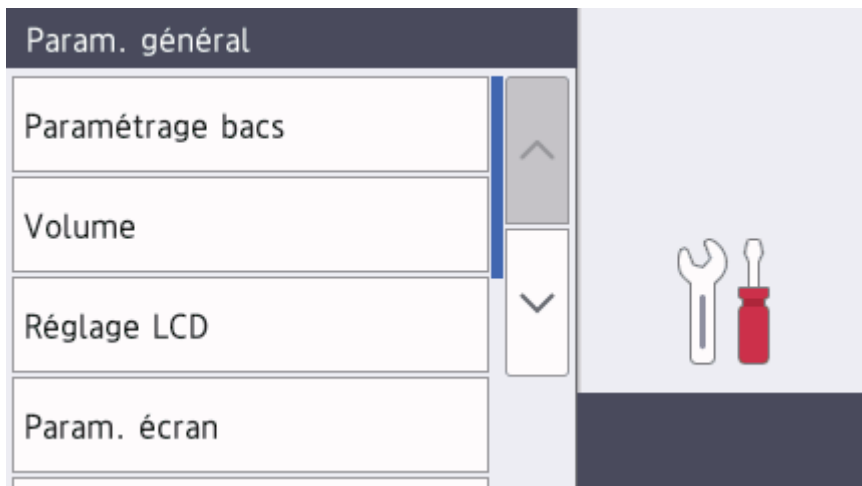 Param. général
Paramétrage bacs
Volume
Réglage LCD
Param. écran